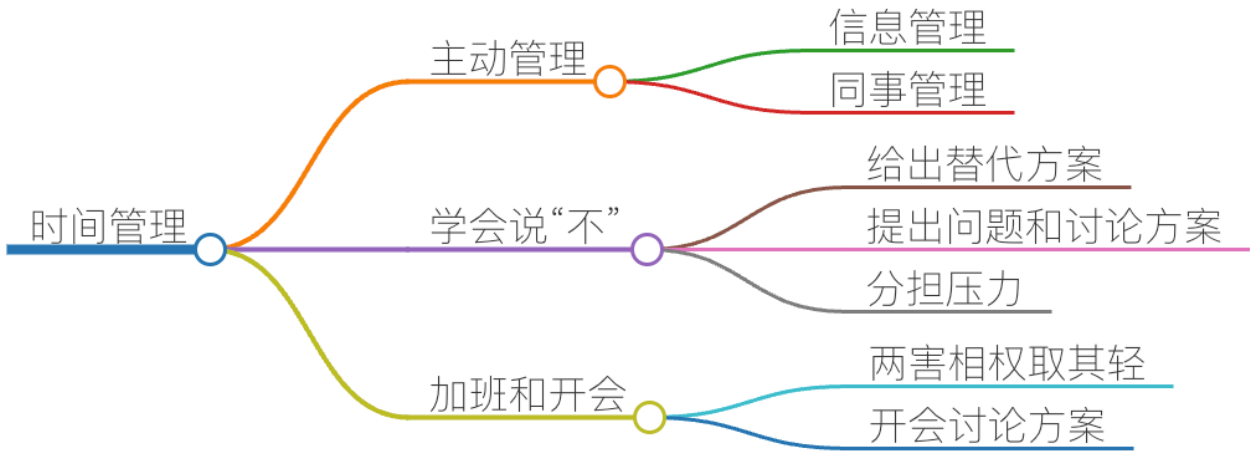 时间管理
主动管理
信息管理
同事管理
学会说“不”
给出替代方案
提出问题和讨论方案
分担压力
加班和开会
两害相权取其轻
开会讨论方案